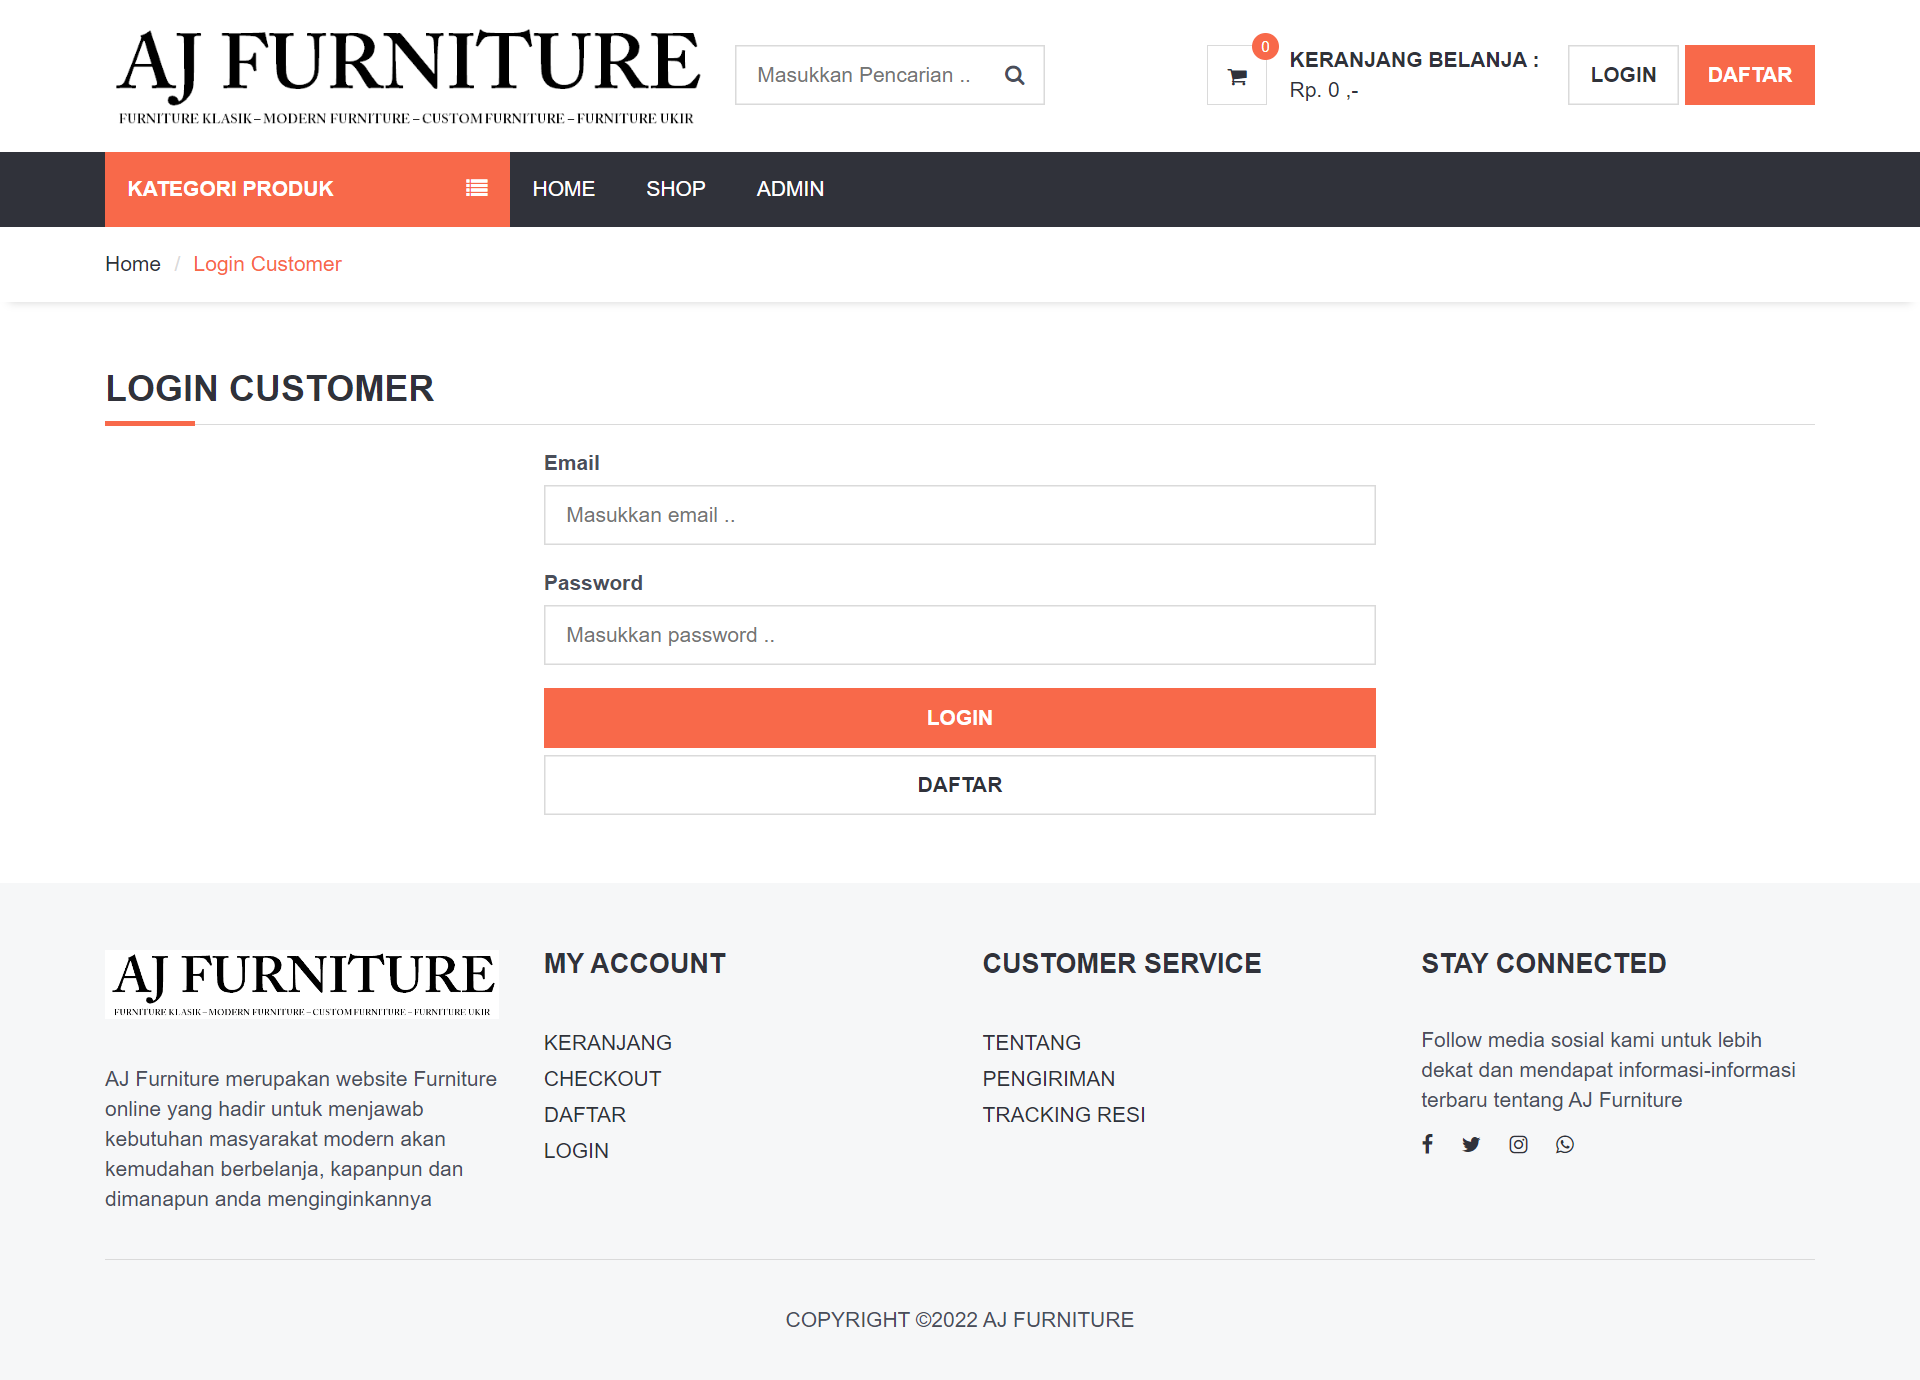 AJ FURNITURE
FURNITURE KLASIK – MODERN FURNITURE – CUSTOM FURNITURE – FURNITURE UKIR
Masukkan Pencarian ..
0
KERANJANG BELANJA :
Rp. 0 ,-
LOGIN
DAFTAR
KATEGORI PRODUK
HOME
SHOP
ADMIN
Home / Login Customer
LOGIN CUSTOMER
Email
Masukkan email ..
Password
Masukkan password ..
LOGIN
DAFTAR
AJ FURNITURE
FURNITURE KLASIK – MODERN FURNITURE – CUSTOM FURNITURE – FURNITURE UKIR
AJ Furniture merupakan website Furniture
online yang hadir untuk menjawab
kebutuhan masyarakat modern akan
kemudahan berbelanja, kapanpun dan
dimanapun anda menginginkannya
MY ACCOUNT
KERANJANG
CHECKOUT
DAFTAR
LOGIN
CUSTOMER SERVICE
TENTANG
PENGIRIMAN
TRACKING RESI
STAY CONNECTED
Follow media sosial kami untuk lebih
dekat dan mendapat informasi-informasi
terbaru tentang AJ Furniture
COPYRIGHT ©2022 AJ FURNITURE